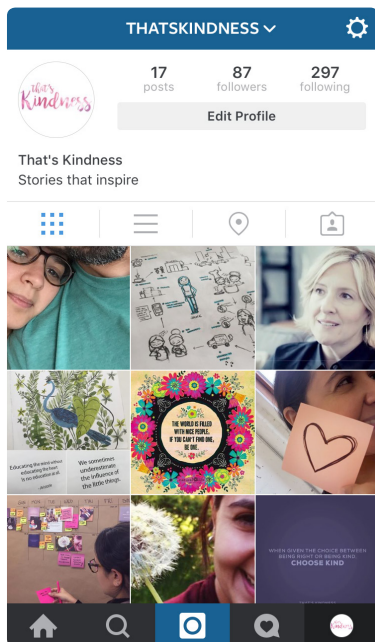 THATSKINDNESS
That's
Kindness
17 87 297
posts followers following
Edit Profile
That's Kindness
Stories that inspire
Educating the mind without
educating the heart
is no education at all.
We sometimes
underestimate
the influence of
the little things.
THE WORLD IS FILLED
WITH NICE PEOPLE.
IF YOU CAN'T FIND ONE,
BE ONE.
WHEN GIVEN THE CHOICE BETWEEN
BEING RIGHT OR BEING KIND,
CHOOSE KIND
Kindness